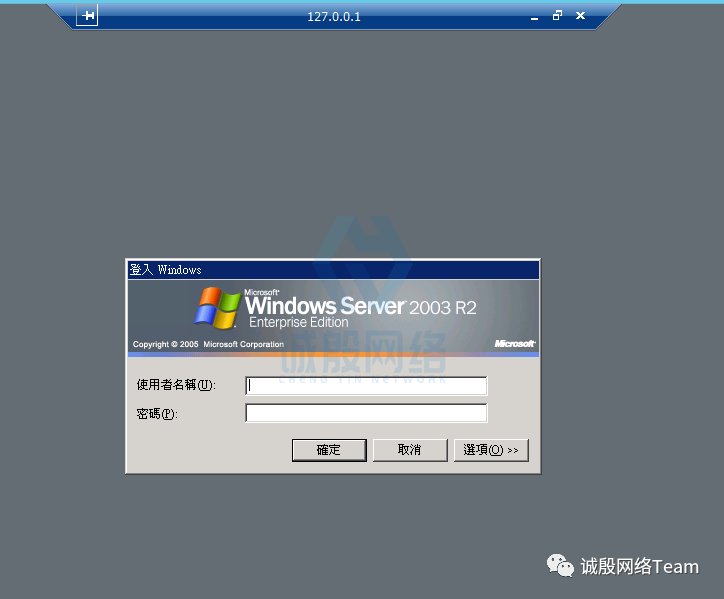 127.0.0.1
登入 Windows
Microsoft
Windows Server 2003 R2
Enterprise Edition
Copyright © 2005 Microsoft Corporation
Microsoft
诚殷网络
CHENG YIN NETWORK
使用者名稱(U):
密碼(P):
確定
取消
選項(O) >>
诚殷网络Team